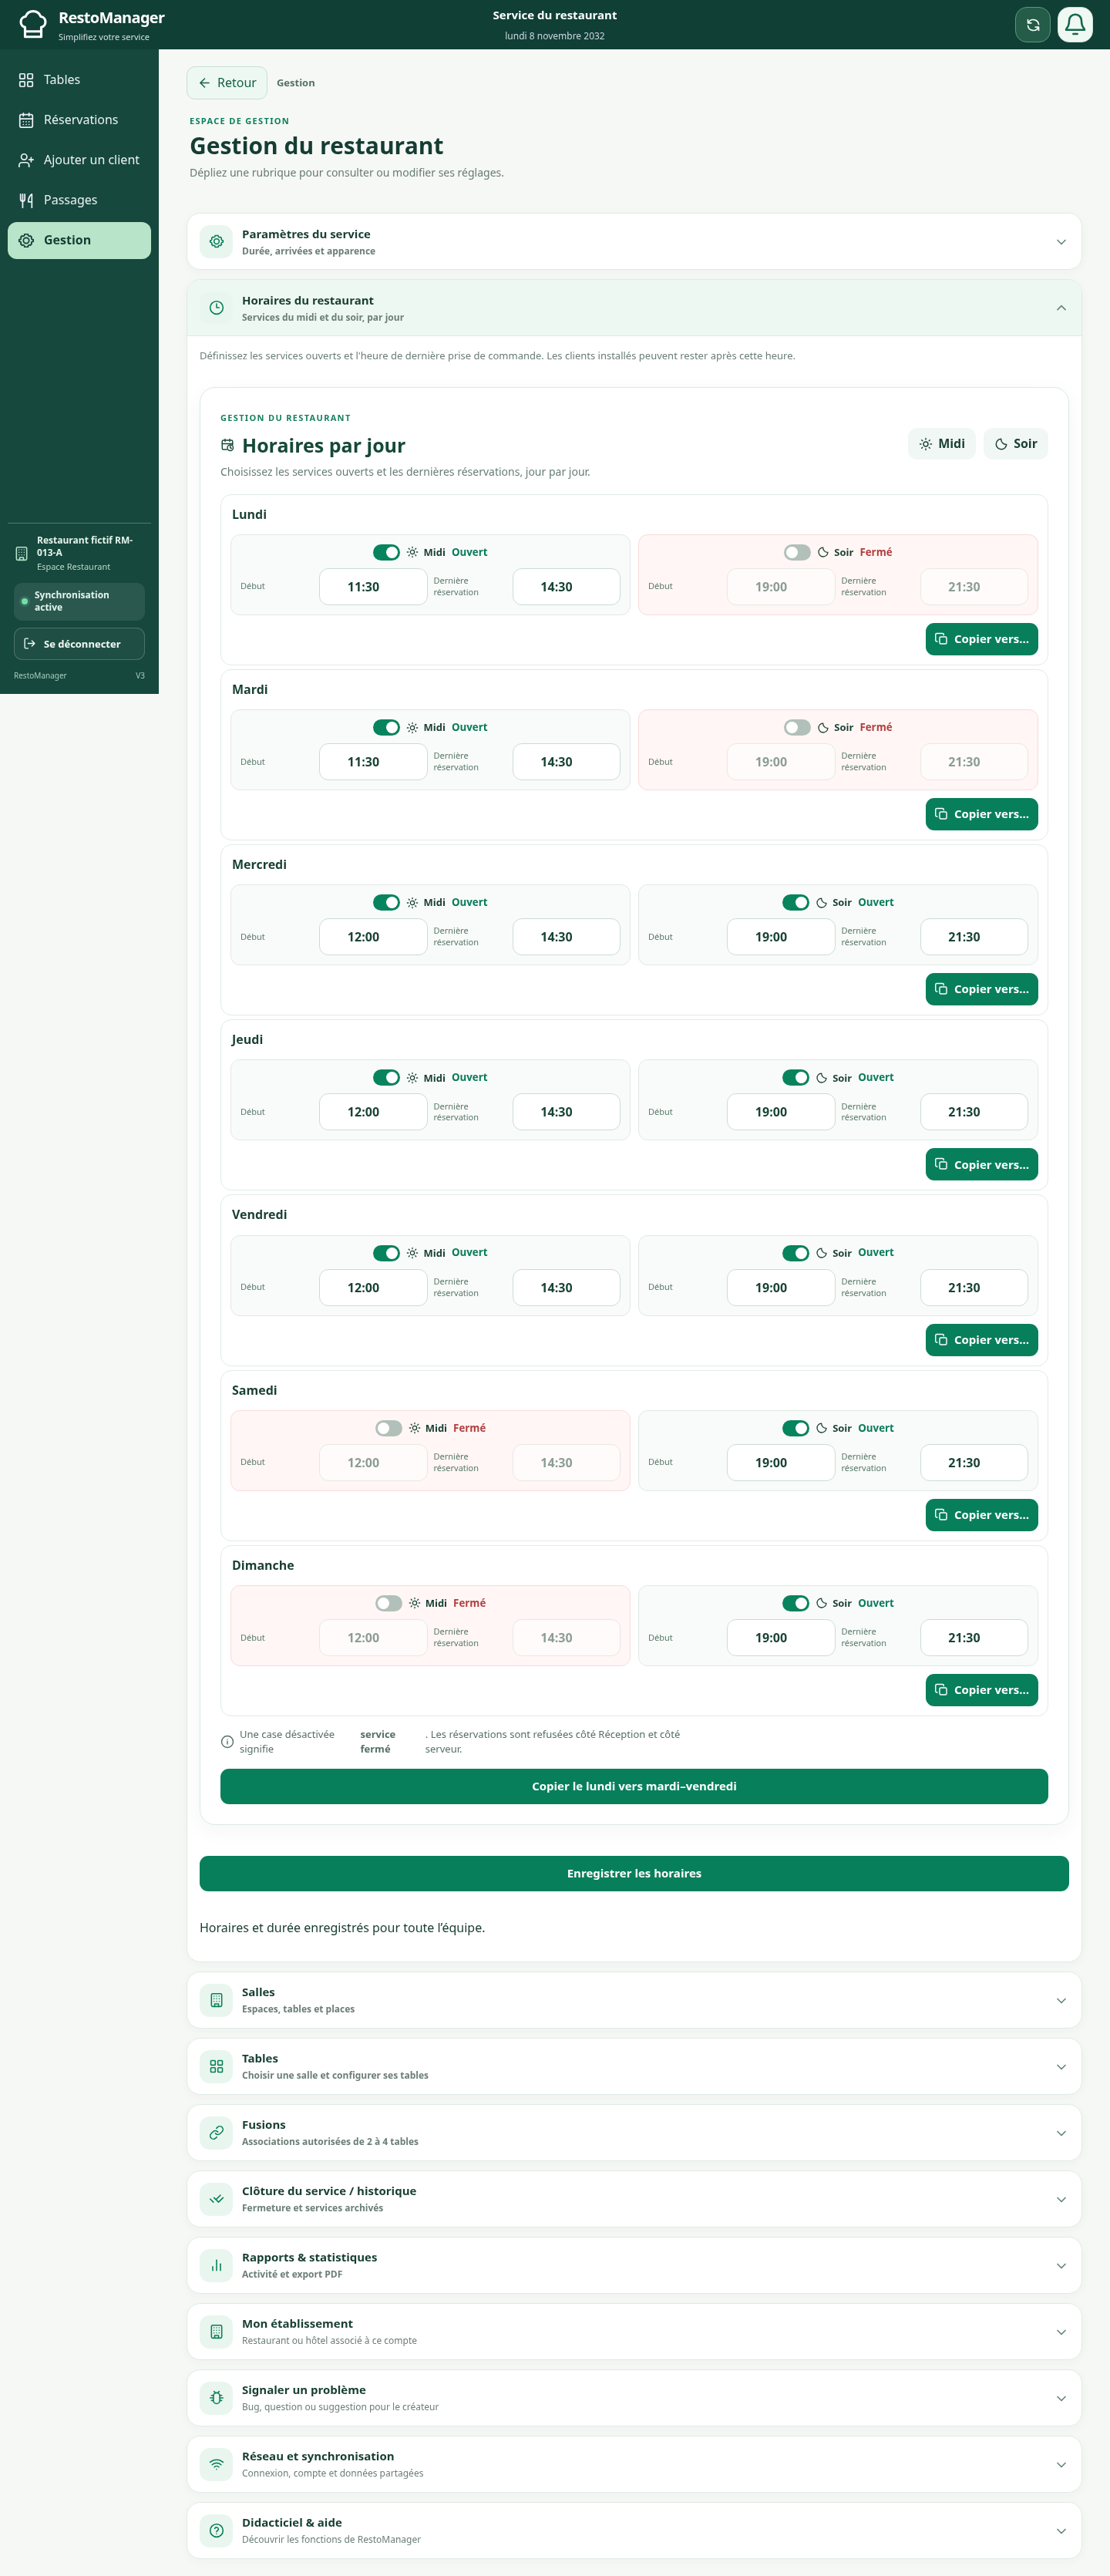 RestoManager
Simplifiez votre service
Service du restaurant
lundi 8 novembre 2032
Tables
Réservations
Ajouter un client
Passages
Gestion
Restaurant fictif RM-
013-A
Espace Restaurant
Synchronisation
active
Se déconnecter
RestoManager V3
Retour Gestion
ESPACE DE GESTION
Gestion du restaurant
Dépliez une rubrique pour consulter ou modifier ses réglages.
Paramètres du service
Durée, arrivées et apparence
Horaires du restaurant
Services du midi et du soir, par jour
Définissez les services ouverts et l'heure de dernière prise de commande. Les clients installés peuvent rester après cette heure.
GESTION DU RESTAURANT
Horaires par jour
Midi Soir
Choisissez les services ouverts et les dernières réservations, jour par jour.
Lundi
Midi Ouvert
Début 11:30 Dernière réservation 14:30
Soir Fermé
Début 19:00 Dernière réservation 21:30
Copier vers...
Mardi
Midi Ouvert
Début 11:30 Dernière réservation 14:30
Soir Fermé
Début 19:00 Dernière réservation 21:30
Copier vers...
Mercredi
Midi Ouvert
Début 12:00 Dernière réservation 14:30
Soir Ouvert
Début 19:00 Dernière réservation 21:30
Copier vers...
Jeudi
Midi Ouvert
Début 12:00 Dernière réservation 14:30
Soir Ouvert
Début 19:00 Dernière réservation 21:30
Copier vers...
Vendredi
Midi Ouvert
Début 12:00 Dernière réservation 14:30
Soir Ouvert
Début 19:00 Dernière réservation 21:30
Copier vers...
Samedi
Midi Fermé
Début 12:00 Dernière réservation 14:30
Soir Ouvert
Début 19:00 Dernière réservation 21:30
Copier vers...
Dimanche
Midi Fermé
Début 12:00 Dernière réservation 14:30
Soir Ouvert
Début 19:00 Dernière réservation 21:30
Copier vers...
Une case désactivée signifie service fermé . Les réservations sont refusées côté Réception et côté serveur.
Copier le lundi vers mardi–vendredi
Enregistrer les horaires
Horaires et durée enregistrés pour toute l’équipe.
Salles
Espaces, tables et places
Tables
Choisir une salle et configurer ses tables
Fusions
Associations autorisées de 2 à 4 tables
Clôture du service / historique
Fermeture et services archivés
Rapports & statistiques
Activité et export PDF
Mon établissement
Restaurant ou hôtel associé à ce compte
Signaler un problème
Bug, question ou suggestion pour le créateur
Réseau et synchronisation
Connexion, compte et données partagées
Didacticiel & aide
Découvrir les fonctions de RestoManager